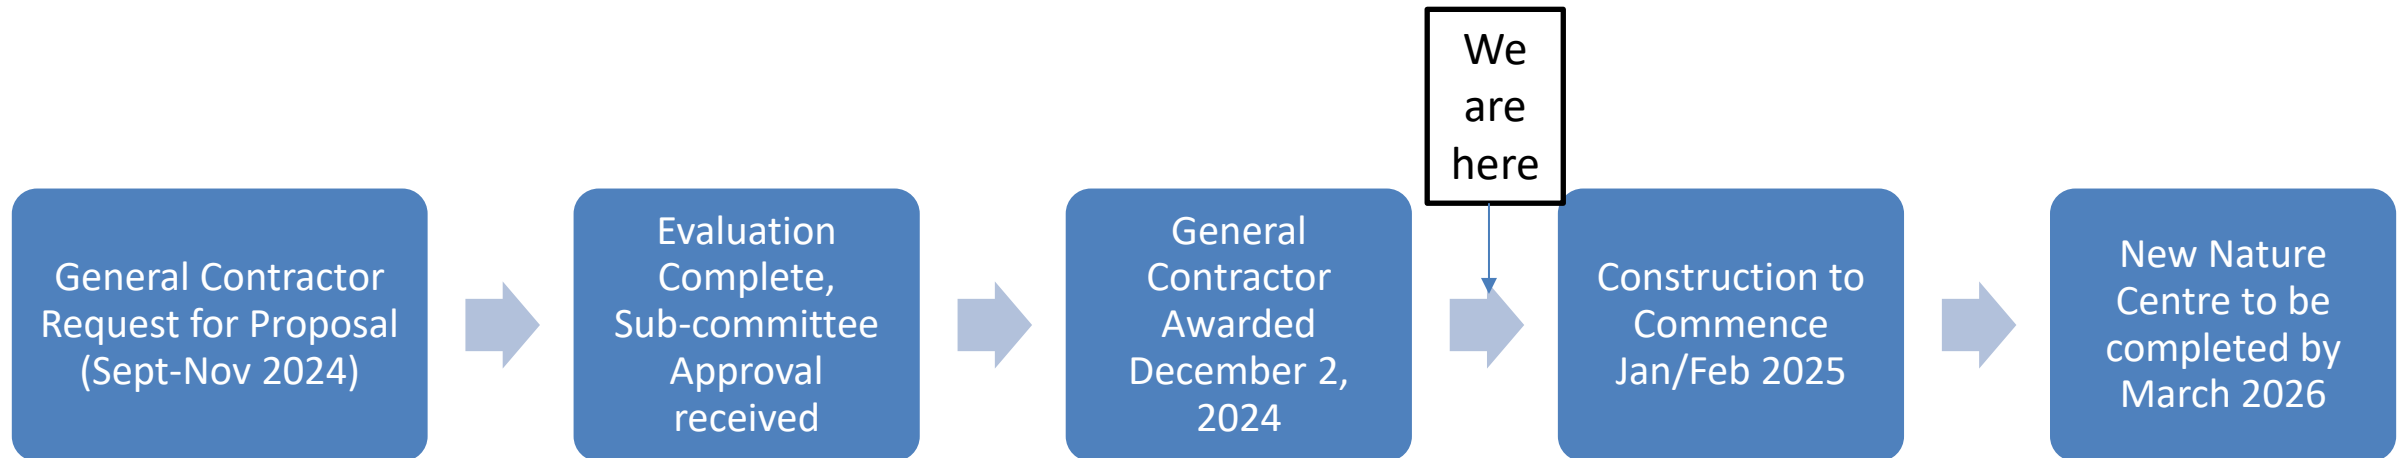 We
are
here
General Contractor
Request for Proposal
(Sept-Nov 2024)
Evaluation
Complete,
Sub-committee
Approval
received
General
Contractor
Awarded
December 2,
2024
Construction to
Commence
Jan/Feb 2025
New Nature
Centre to be
completed by
March 2026